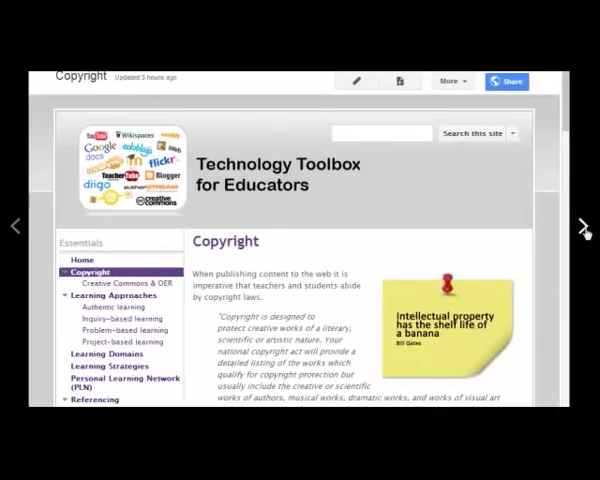 Copyright Updated 3 hours ago
More
Share
YouTube Wikispaces weebly
Google docs
edublogs
flickr
TeacherTube Blogger
diigo authorSTREAM
creative commons
Search this site
Technology Toolbox
for Educators
Essentials
Home
Copyright
Creative Commons & OER
Learning Approaches
Authentic learning
Inquiry-based learning
Problem-based learning
Project-based learning
Learning Domains
Learning Strategies
Personal Learning Network
(PLN)
Referencing
Copyright
When publishing content to the web it is
imperative that teachers and students abide
by copyright laws.
"Copyright is designed to
protect creative works of a literary,
scientific or artistic nature. Your
national copyright act will provide a
detailed listing of the works which
qualify for copyright protection but
usually include the creative or scientific
works of authors, musical works, dramatic works, and works of visual art
Intellectual property
has the shelf life of
a banana
Bill Gates